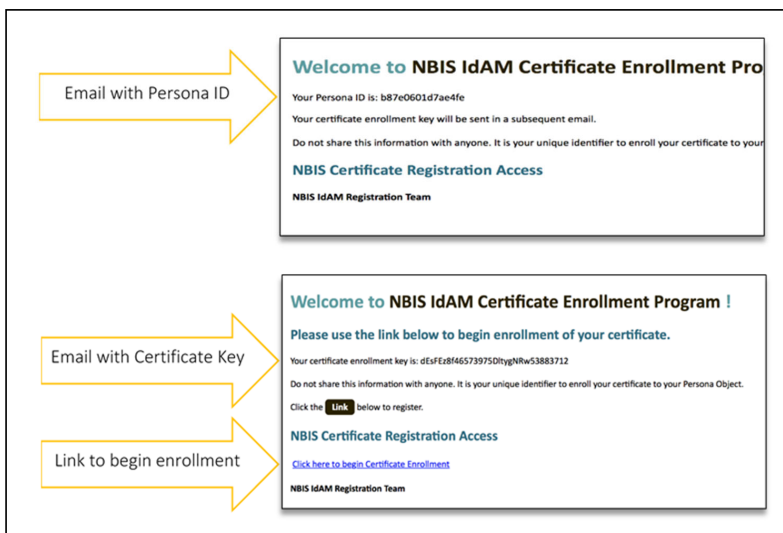 Email with Persona ID
Welcome to NBIS IdAM Certificate Enrollment Pro
Your Persona ID is: b87e0601d7ae4fe
Your certificate enrollment key will be sent in a subsequent email.
Do not share this information with anyone. It is your unique identifier to enroll your certificate to your
NBIS Certificate Registration Access
NBIS IdAM Registration Team
Email with Certificate Key
Welcome to NBIS IdAM Certificate Enrollment Program !
Please use the link below to begin enrollment of your certificate.
Your certificate enrollment key is: dEsFEz8f46573975DltygNRw53883712
Do not share this information with anyone. It is your unique identifier to enroll your certificate to your Persona Object.
Click the Link below to register.
NBIS Certificate Registration Access
Link to begin enrollment
Click here to begin Certificate Enrollment
NBIS IdAM Registration Team